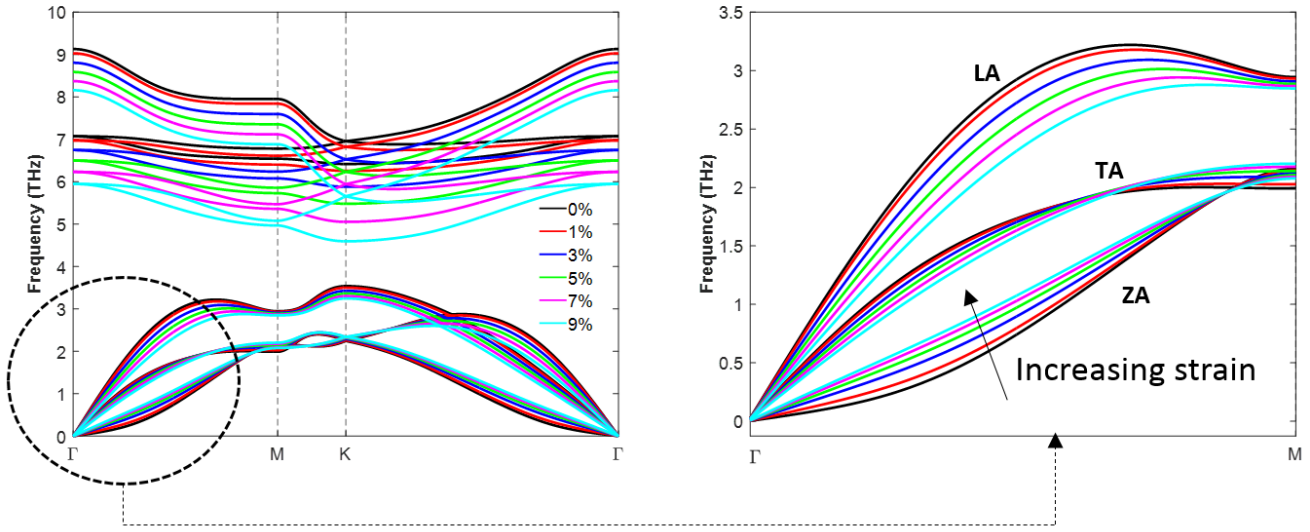 Frequency (THz)
10
9
8
7
6
5
4
3
2
1
0
Γ
M
K
Γ
0%
1%
3%
5%
7%
9%
Frequency (THz)
3.5
3
2.5
2
1.5
1
0.5
0
Γ
M
LA
TA
ZA
Increasing strain